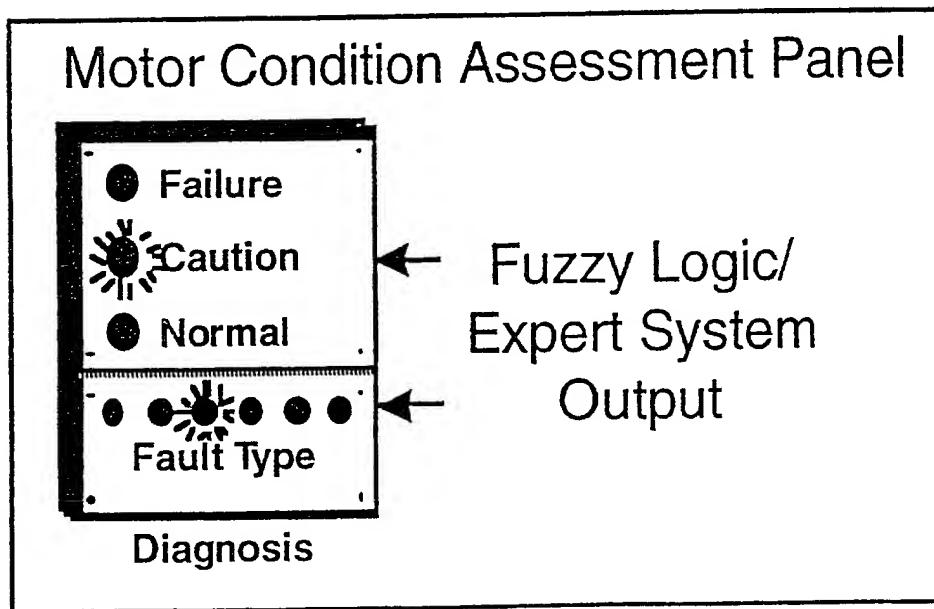 Motor Condition Assessment Panel
Failure
Caution
Normal
Fault Type
Diagnosis
Fuzzy Logic/
Expert System
Output